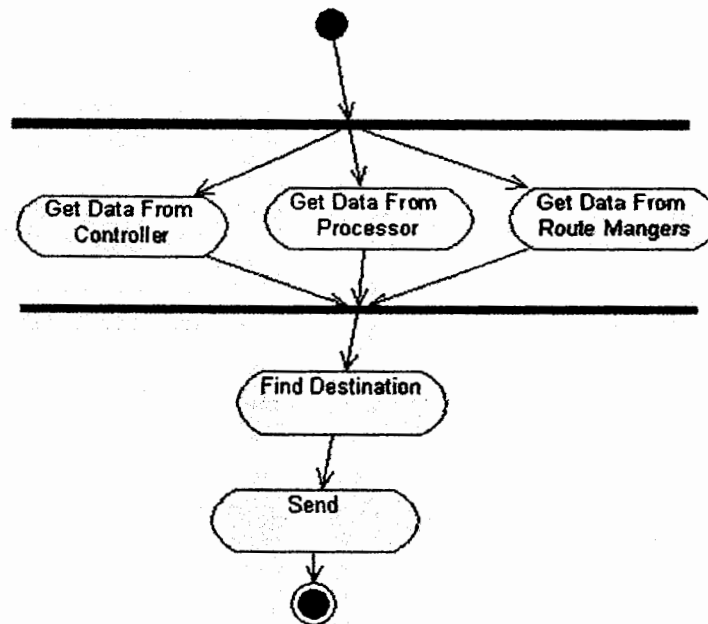 Get Data From
Controller
Get Data From
Processor
Get Data From
Route Mangers
Find Destination
Send